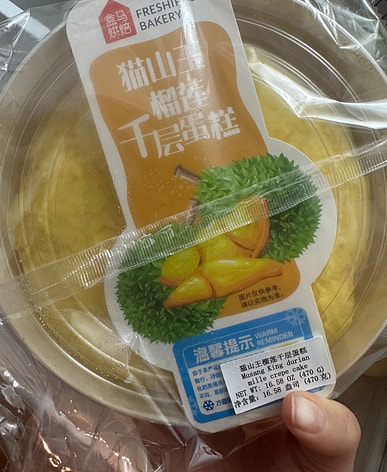 盒马
烘焙
FRESHIP
BAKERY
猫山王
榴莲
千层蛋糕
图片仅供参考,
请以实物为准。
温馨提示 WARM
REMINDER
猫山王榴莲千层蛋糕
Musang King durian
mille crepe cake
NET WT: 16.58 OZ (470 G)
净含量: 16.58 盎司 (470 克)